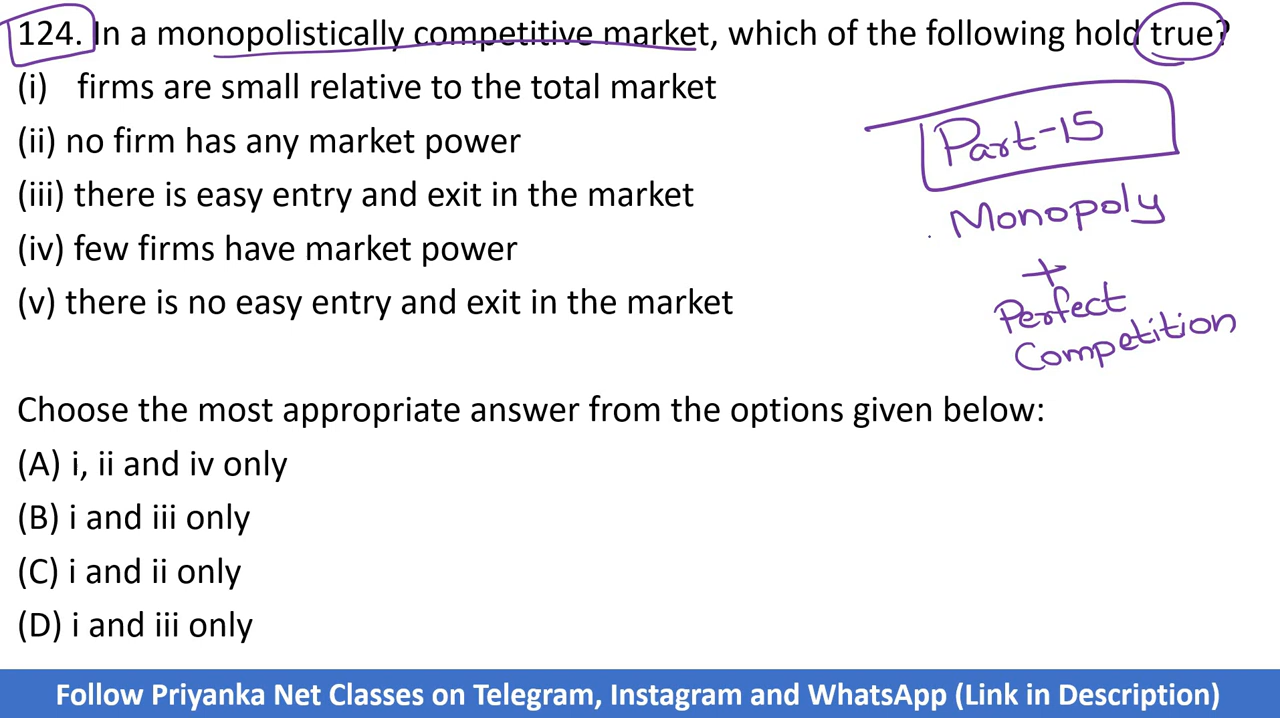 124. In a monopolistically competitive market, which of the following hold true?
(i) firms are small relative to the total market
(ii) no firm has any market power
(iii) there is easy entry and exit in the market
(iv) few firms have market power
(v) there is no easy entry and exit in the market
Part-15
Monopoly
+
Perfect
Competition
Choose the most appropriate answer from the options given below:
(A) i, ii and iv only
(B) i and iii only
(C) i and ii only
(D) i and iii only
Follow Priyanka Net Classes on Telegram, Instagram and WhatsApp (Link in Description)